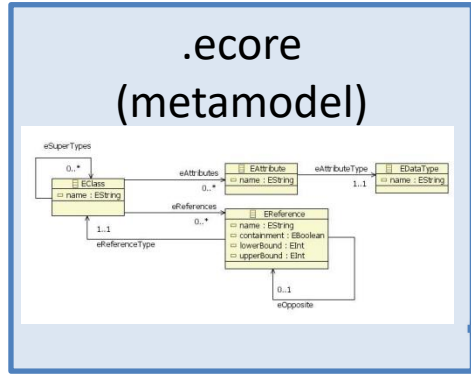 .ecore
(metamodel)
eSuperTypes
0..*
EClass
name : EString
eAttributes
0..*
EAttribute
name : EString
eAttributeType
1..1
EDataType
name : EString
eReferences
0..*
1..1
eReferenceType
EReference
name : EString
containment : EBoolean
lowerBound : EInt
upperBound : EInt
0..1
eOpposite